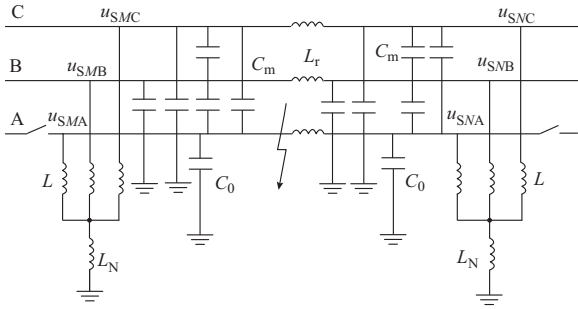 C
u_SMC
u_SNC
B
u_SMB
C_m
L_r
C_m
u_SNB
A
u_SMA
u_SNA
L
C_0
C_0
L
L_N
L_N